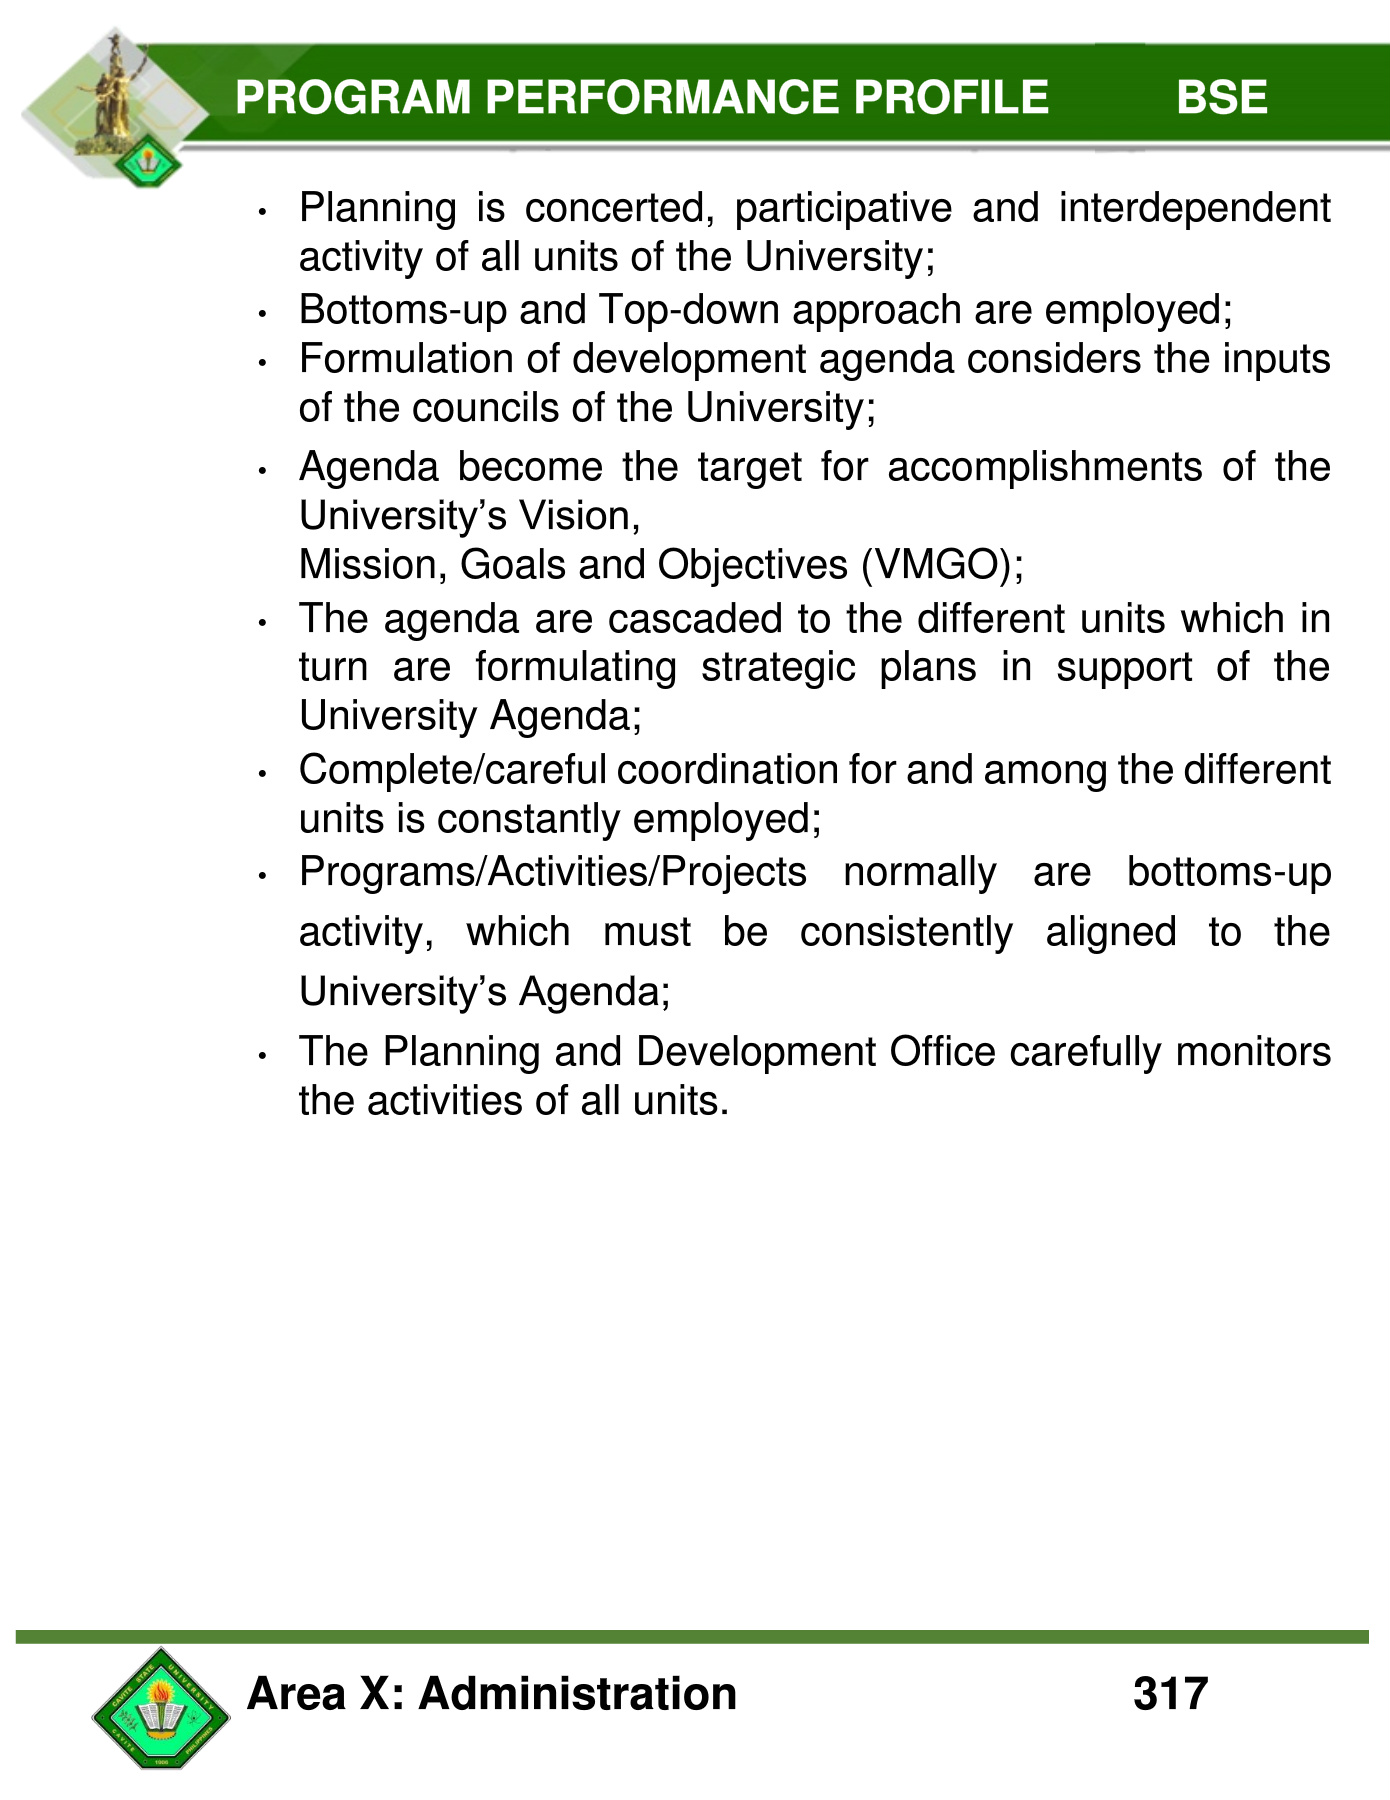 PROGRAM PERFORMANCE PROFILE BSE
• Planning is concerted, participative and interdependent
activity of all units of the University;
• Bottoms-up and Top-down approach are employed;
• Formulation of development agenda considers the inputs
of the councils of the University;
• Agenda become the target for accomplishments of the
University’s Vision,
Mission, Goals and Objectives (VMGO);
• The agenda are cascaded to the different units which in
turn are formulating strategic plans in support of the
University Agenda;
• Complete/careful coordination for and among the different
units is constantly employed;
• Programs/Activities/Projects normally are bottoms-up
activity, which must be consistently aligned to the
University’s Agenda;
• The Planning and Development Office carefully monitors
the activities of all units.
CAVITE STATE UNIVERSITY
CAVITE 1906 PHILIPPINES
Area X: Administration 317